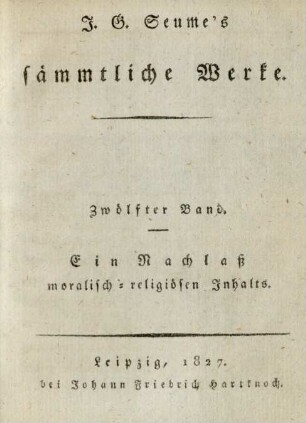 J. G. Seume's
sämmtliche Werke.
Zwölfter Band.
Ein Nachlaß
moralisch-religiösen Inhalts.
Leipzig, 1827.
bei Johann Friedrich Hartknoch.